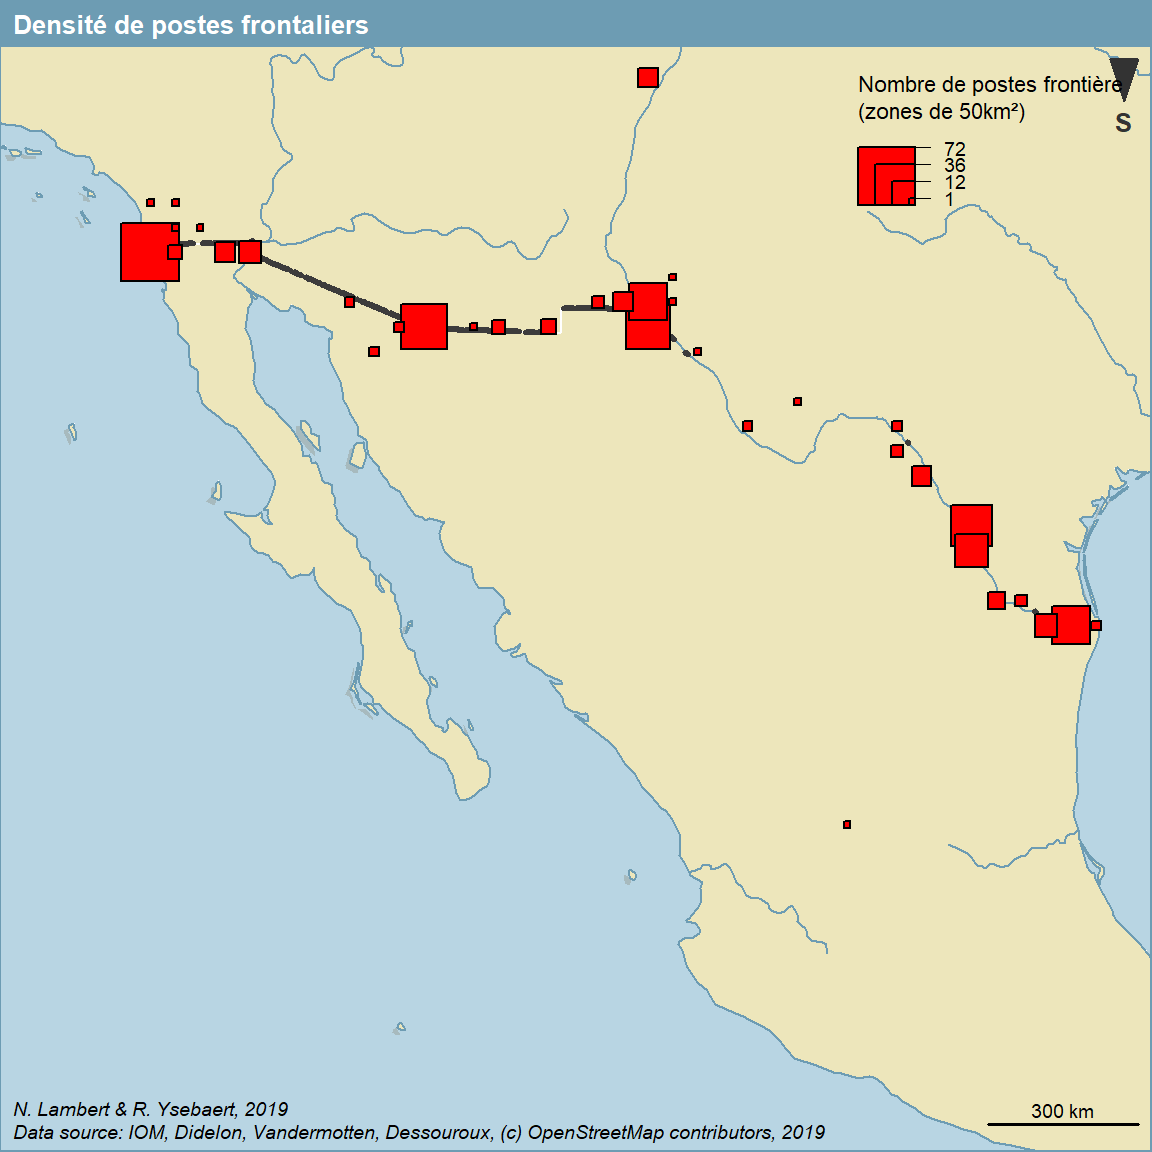 Densité de postes frontaliers
Nombre de postes frontière
(zones de 50km²)
S
72
36
12
1
300 km
N. Lambert & R. Ysebaert, 2019
Data source: IOM, Didelon, Vandermotten, Dessouroux, (c) OpenStreetMap contributors, 2019